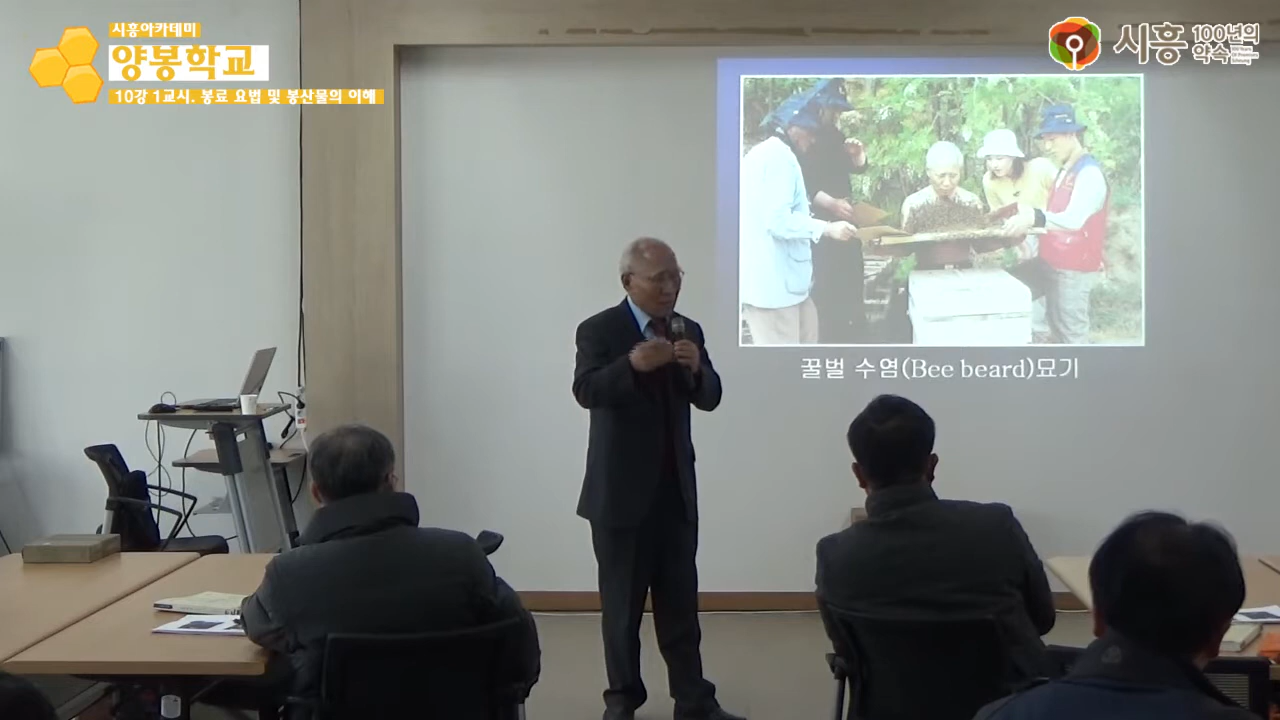 시흥아카데미
양봉학교
10강 1교시. 봉료 요법 및 봉산물의 이해
시흥
100년의
약속
꿀벌 수염(Bee beard)묘기